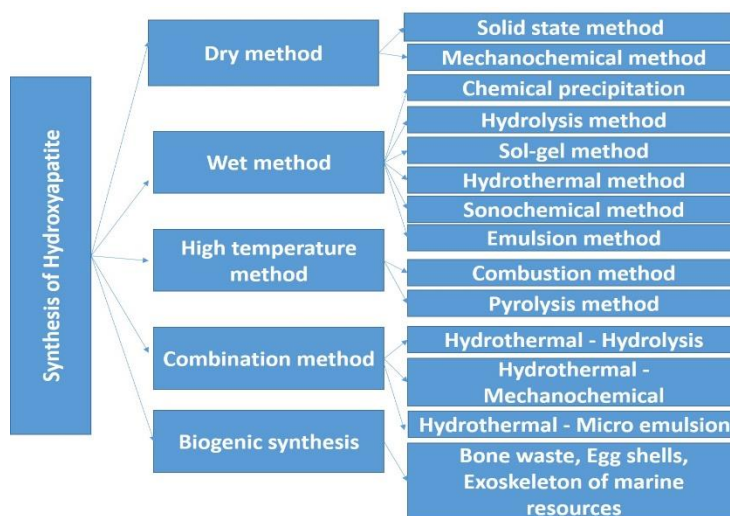 Synthesis of Hydroxyapatite
Dry method
Solid state method
Mechanochemical method
Wet method
Chemical precipitation
Hydrolysis method
Sol-gel method
Hydrothermal method
Sonochemical method
Emulsion method
High temperature
method
Combustion method
Pyrolysis method
Combination method
Hydrothermal - Hydrolysis
Hydrothermal -
Mechanochemical
Hydrothermal - Micro emulsion
Biogenic synthesis
Bone waste, Egg shells,
Exoskeleton of marine
resources